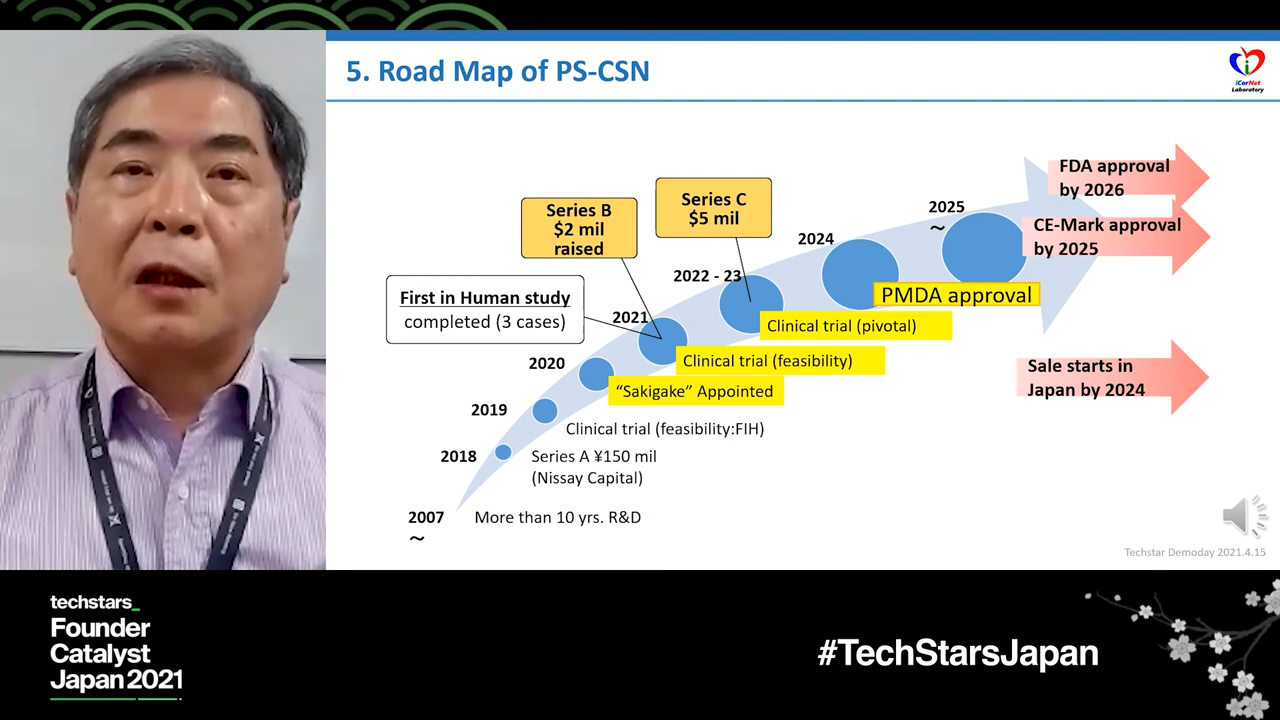 5. Road Map of PS-CSN
iCorNet
Laboratory
FDA approval
by 2026
CE-Mark approval
by 2025
Sale starts in
Japan by 2024
2025
~
2024
PMDA approval
Series C
$5 mil
2022 - 23
Clinical trial (pivotal)
Series B
$2 mil
raised
First in Human study
completed (3 cases)
2021
Clinical trial (feasibility)
2020
“Sakigake” Appointed
2019
Clinical trial (feasibility:FIH)
2018
Series A ¥150 mil
(Nissay Capital)
2007
~
More than 10 yrs. R&D
Techstar Demoday 2021.4.15
techstars_
Founder
Catalyst
Japan 2021
#TechStarsJapan